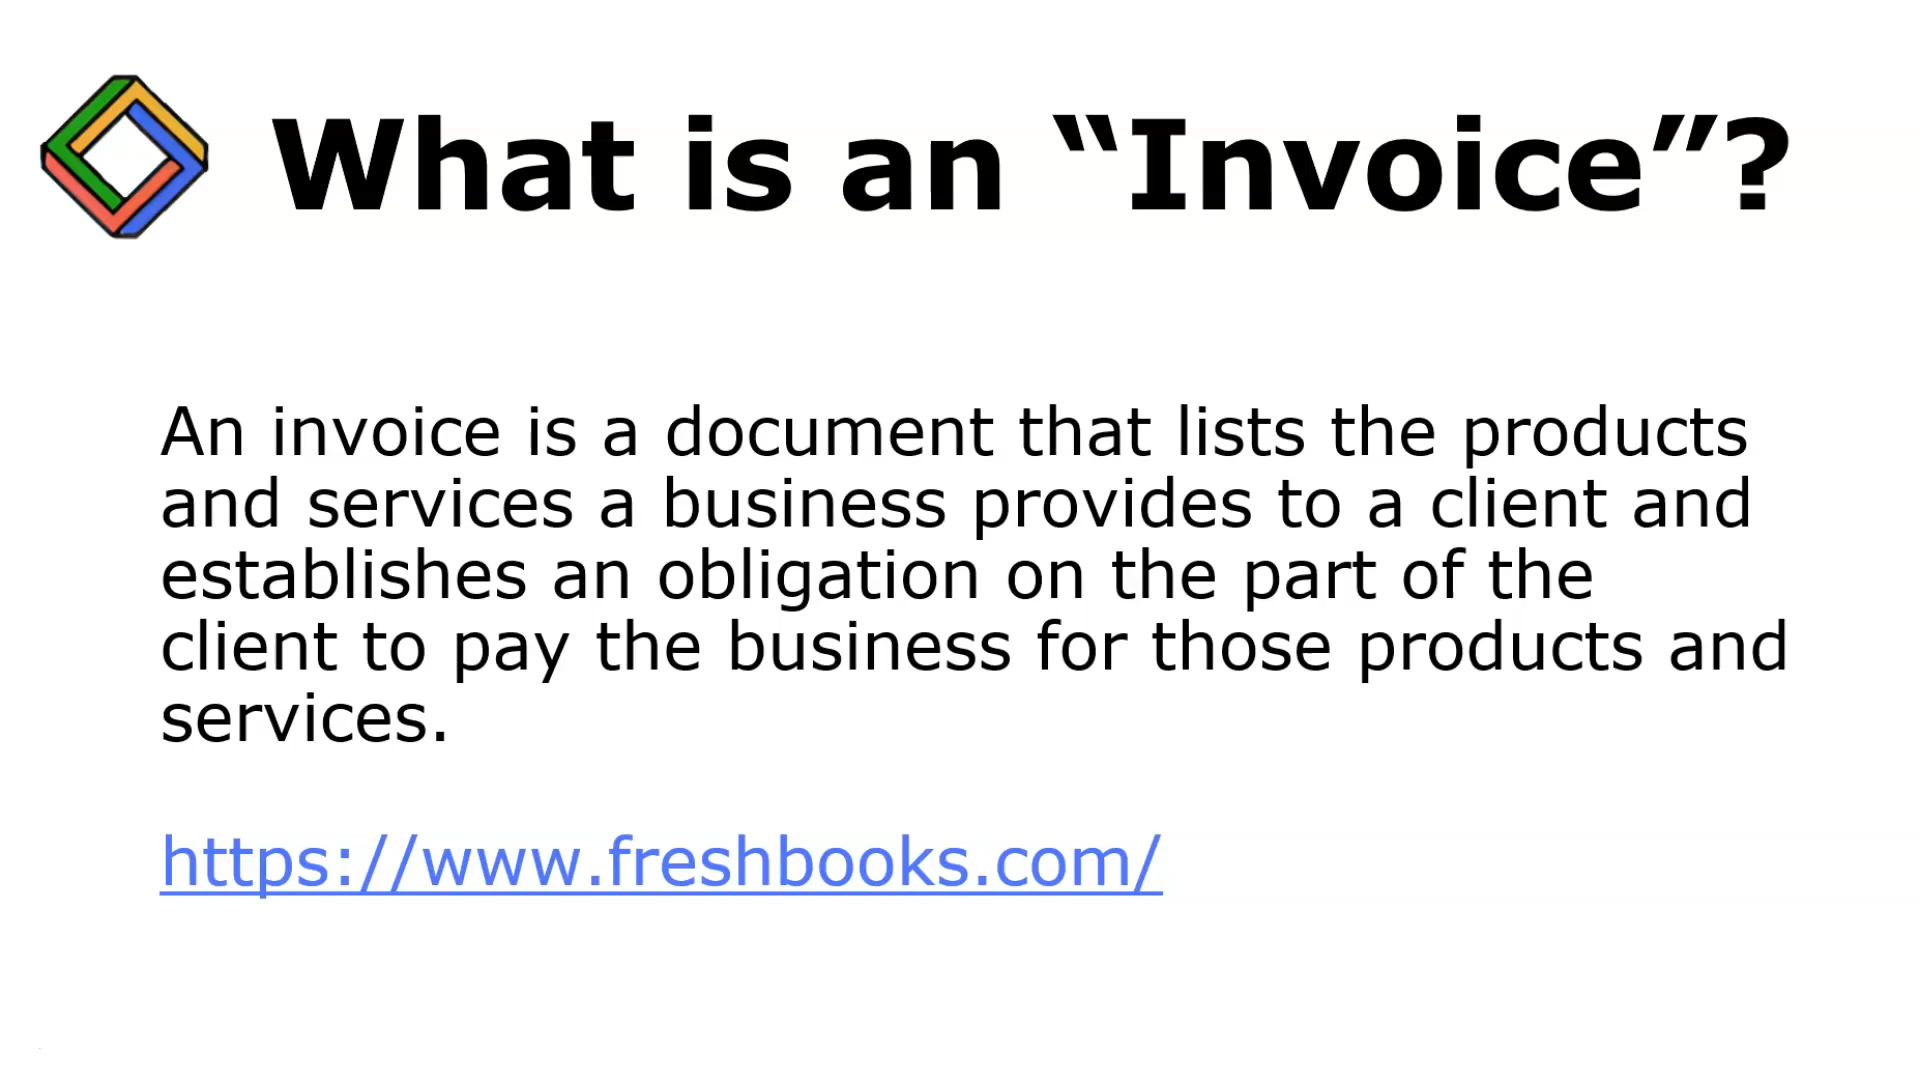 What is an “Invoice”?
An invoice is a document that lists the products
and services a business provides to a client and
establishes an obligation on the part of the
client to pay the business for those products and
services.
https://www.freshbooks.com/